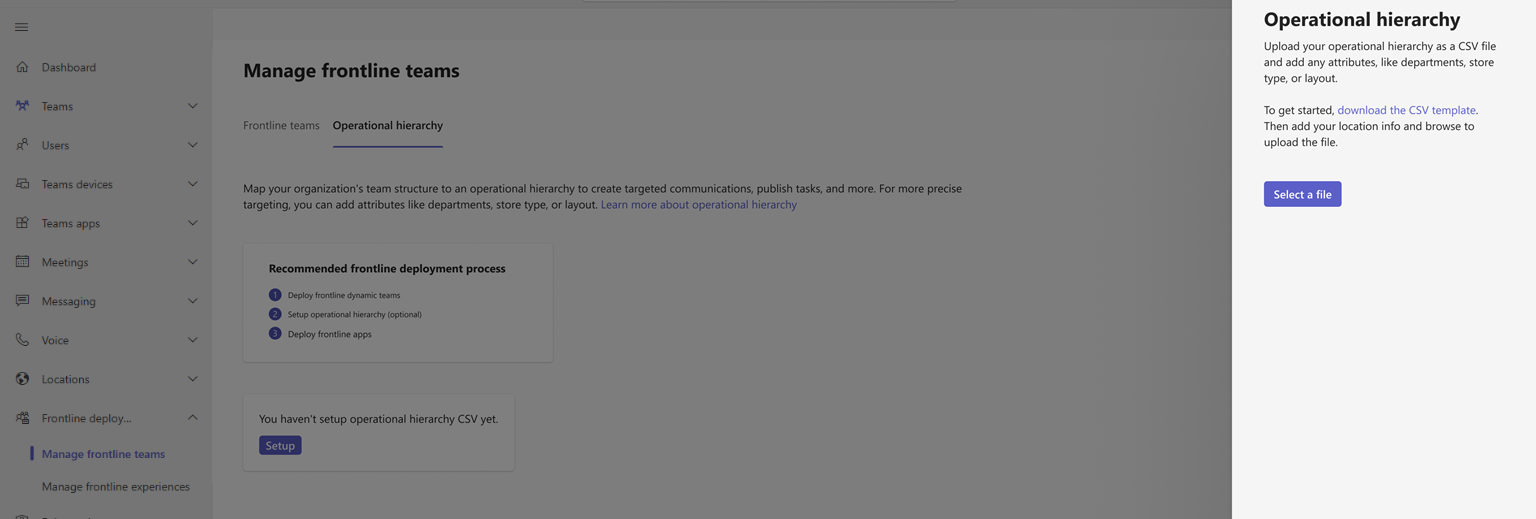 Dashboard
Teams
Users
Teams devices
Teams apps
Meetings
Messaging
Voice
Locations
Frontline deploy...
Manage frontline teams
Manage frontline experiences
Manage frontline teams
Frontline teams
Operational hierarchy
Map your organization's team structure to an operational hierarchy to create targeted communications, publish tasks, and more. For more precise
targeting, you can add attributes like departments, store type, or layout. Learn more about operational hierarchy
Recommended frontline deployment process
1 Deploy frontline dynamic teams
2 Setup operational hierarchy (optional)
3 Deploy frontline apps
You haven't setup operational hierarchy CSV yet.
Setup
Operational hierarchy
Upload your operational hierarchy as a CSV file
and add any attributes, like departments, store
type, or layout.
To get started, download the CSV template.
Then add your location info and browse to
upload the file.
Select a file